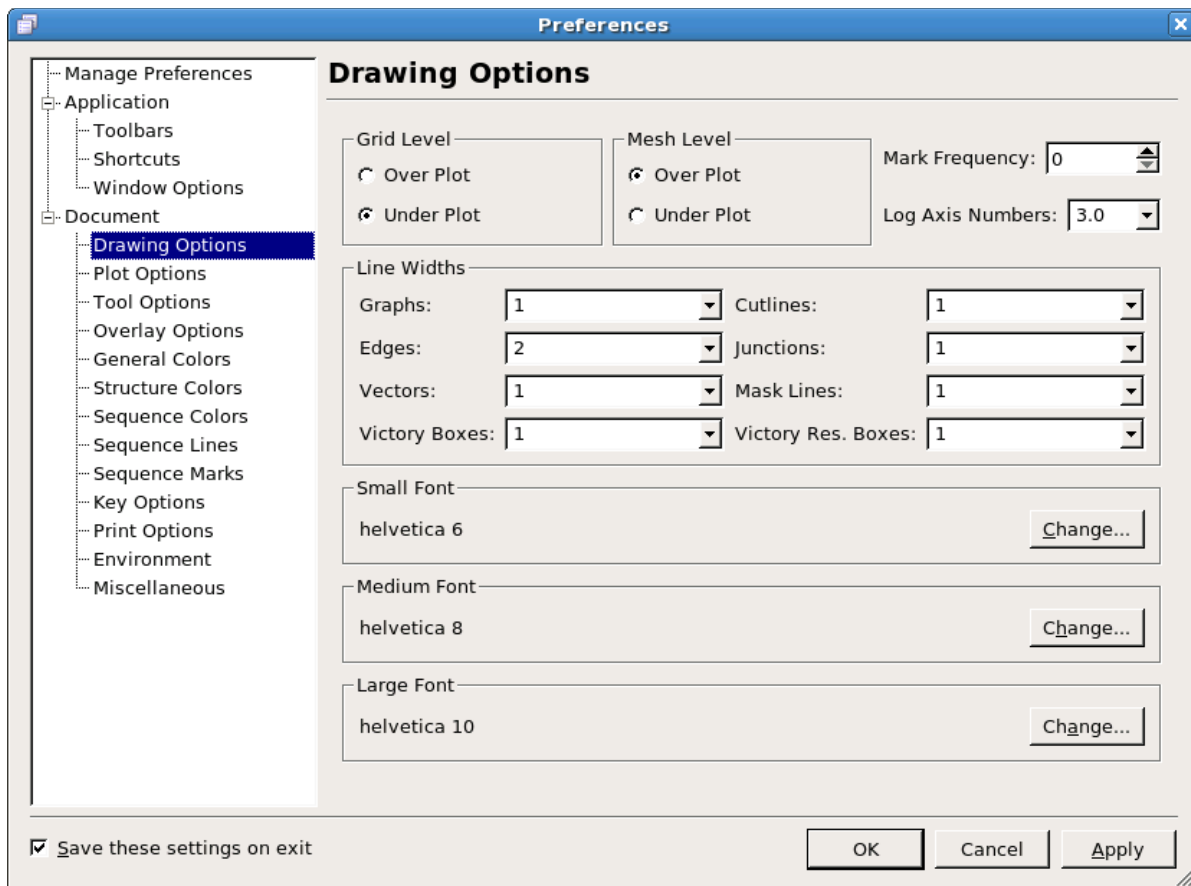 Preferences
Manage Preferences
Application
Toolbars
Shortcuts
Window Options
Document
Drawing Options
Plot Options
Tool Options
Overlay Options
General Colors
Structure Colors
Sequence Colors
Sequence Lines
Sequence Marks
Key Options
Print Options
Environment
Miscellaneous
Drawing Options
Grid Level
Over Plot
Under Plot
Mesh Level
Over Plot
Under Plot
Mark Frequency: 0
Log Axis Numbers: 3.0
Line Widths
Graphs: 1 Cutlines: 1
Edges: 2 Junctions: 1
Vectors: 1 Mask Lines: 1
Victory Boxes: 1 Victory Res. Boxes: 1
Small Font
helvetica 6 Change...
Medium Font
helvetica 8 Change...
Large Font
helvetica 10 Change...
Save these settings on exit OK Cancel Apply